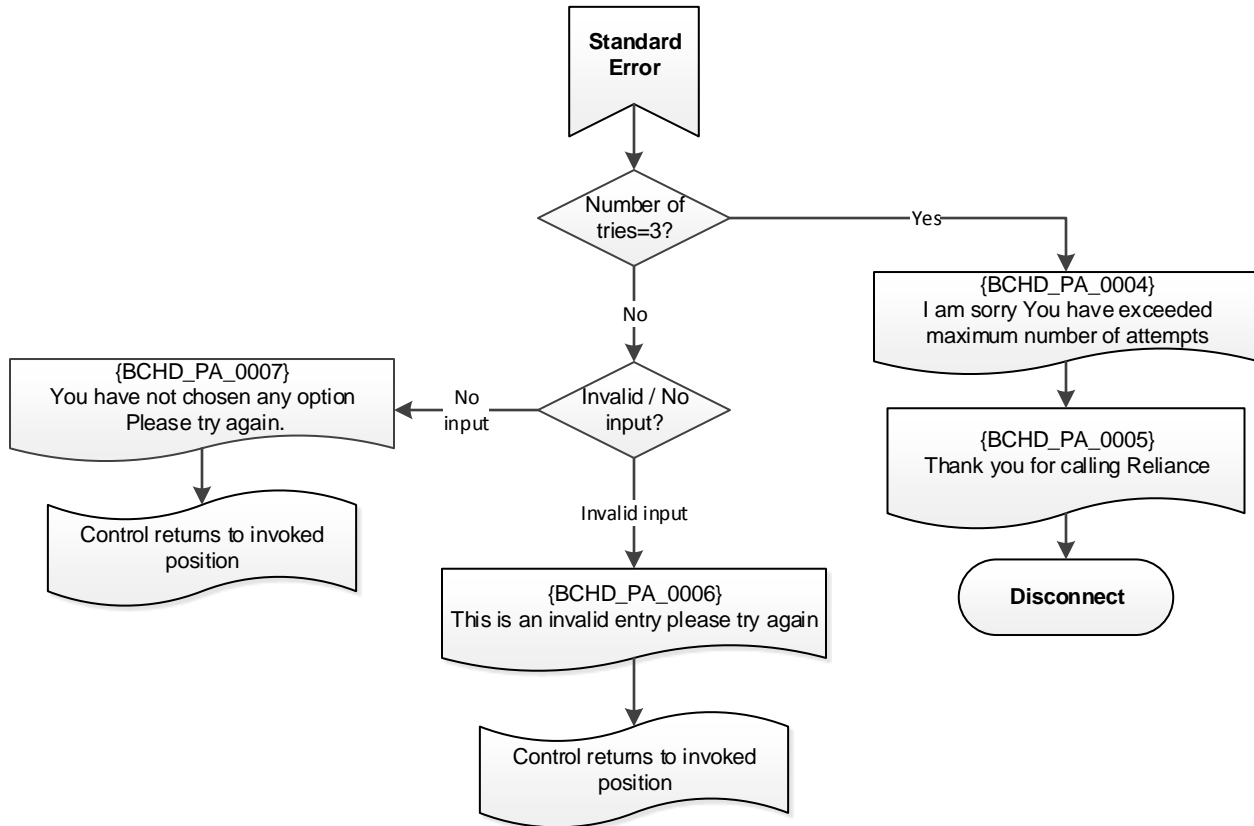 Standard
Error
Number of
tries=3?
Yes
{BCHD_PA_0004}
I am sorry You have exceeded
maximum number of attempts
No
{BCHD_PA_0007}
You have not chosen any option
Please try again.
No
input
Invalid / No
input?
{BCHD_PA_0005}
Thank you for calling Reliance
Control returns to invoked
position
Invalid input
{BCHD_PA_0006}
This is an invalid entry please try again
Disconnect
Control returns to invoked
position